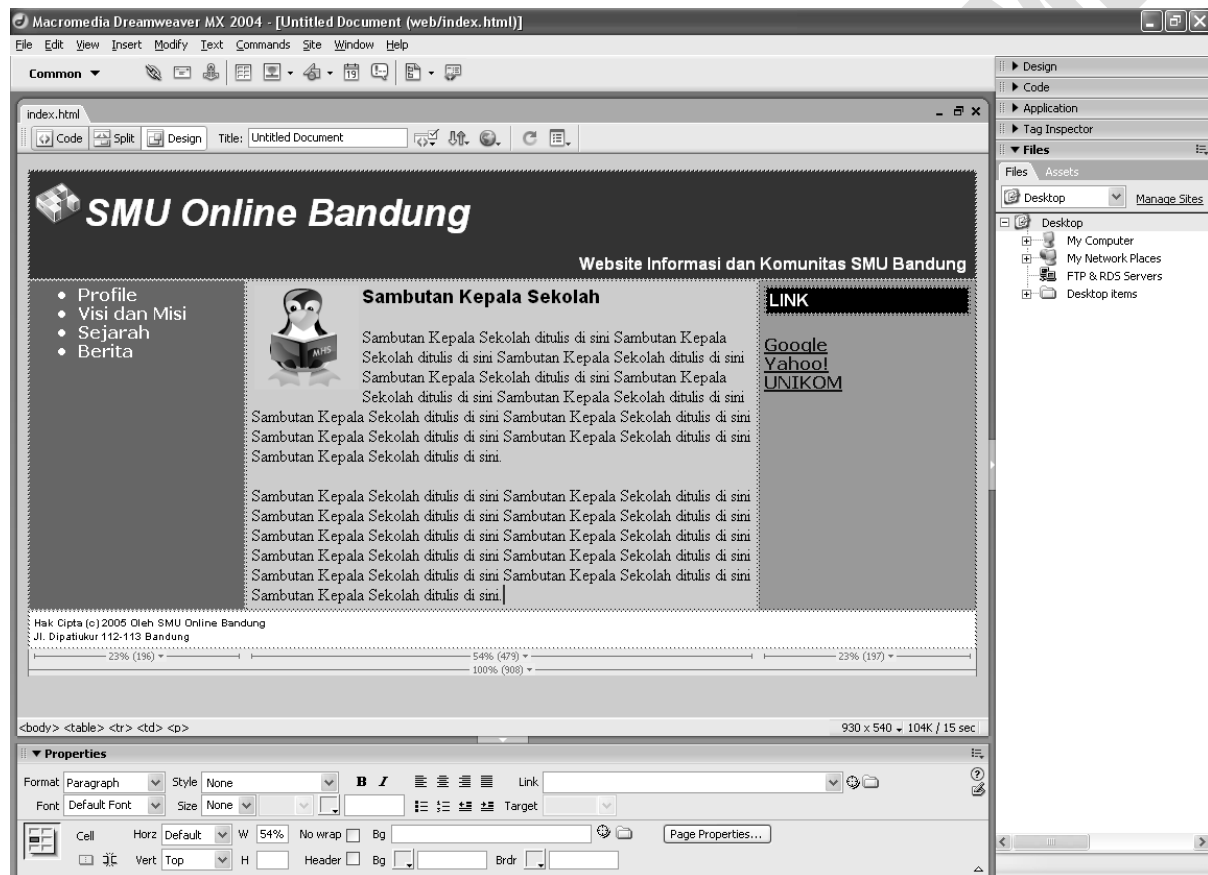 Macromedia Dreamweaver MX 2004 - [Untitled Document (web/index.html)]
File Edit View Insert Modify Text Commands Site Window Help
Common
index.html
Code Split Design Title: Untitled Document
SMU Online Bandung
Website Informasi dan Komunitas SMU Bandung
• Profile
• Visi dan Misi
• Sejarah
• Berita
MHS
Sambutan Kepala Sekolah
Sambutan Kepala Sekolah ditulis di sini Sambutan Kepala
Sekolah ditulis di sini Sambutan Kepala Sekolah ditulis di sini
Sambutan Kepala Sekolah ditulis di sini Sambutan Kepala
Sekolah ditulis di sini Sambutan Kepala Sekolah ditulis di sini
Sambutan Kepala Sekolah ditulis di sini Sambutan Kepala Sekolah ditulis di sini
Sambutan Kepala Sekolah ditulis di sini Sambutan Kepala Sekolah ditulis di sini
Sambutan Kepala Sekolah ditulis di sini.
Sambutan Kepala Sekolah ditulis di sini Sambutan Kepala Sekolah ditulis di sini
Sambutan Kepala Sekolah ditulis di sini Sambutan Kepala Sekolah ditulis di sini
Sambutan Kepala Sekolah ditulis di sini Sambutan Kepala Sekolah ditulis di sini
Sambutan Kepala Sekolah ditulis di sini Sambutan Kepala Sekolah ditulis di sini
Sambutan Kepala Sekolah ditulis di sini Sambutan Kepala Sekolah ditulis di sini
Sambutan Kepala Sekolah ditulis di sini.
LINK
Google
Yahoo!
UNIKOM
Hak Cipta (c) 2005 Oleh SMU Online Bandung
Jl. Dipatiukur 112-113 Bandung
23% (196) 54% (479) 23% (197)
100% (908)
<body> <table> <tr> <td> <p> 930 x 540 104K / 15 sec
Properties
Format Paragraph Style None B I Link
Font Default Font Size None Target
Cell Horz Default W 54% No wrap Bg Page Properties...
Vert Top H Header Bg Brdr
Design
Code
Application
Tag Inspector
Files
Files Assets
Desktop Manage Sites
Desktop
My Computer
My Network Places
FTP & RDS Servers
Desktop items